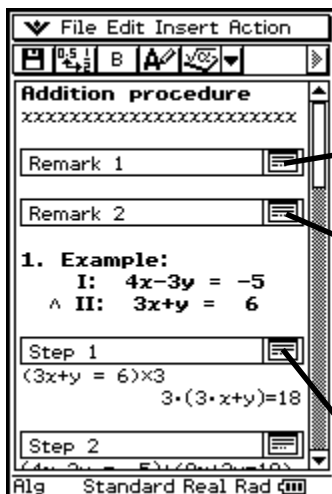 File Edit Insert Action
B
Addition procedure
xxxxxxxxxxxxxxxxxxxxxxx
Remark 1
Remark 2
1. Example:
I: 4x−3y = −5
∧ II: 3x+y = 6
Step 1
(3x+y = 6)×3
3·(3·x+y)=18
Step 2
Alg Standard Real Rad